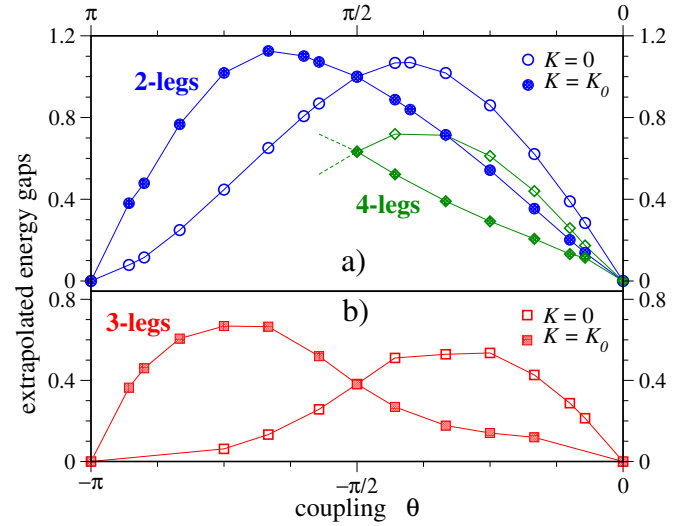 π π/2 0
1.2 1.2
2-legs K = 0
K = K₀
0.8 0.8
4-legs
0.4 0.4
a)
0 0
extrapolated energy gaps
0.8 b) 0.8
3-legs K = 0
K = K₀
0.4 0.4
0 0
−π −π/2 0
coupling θ